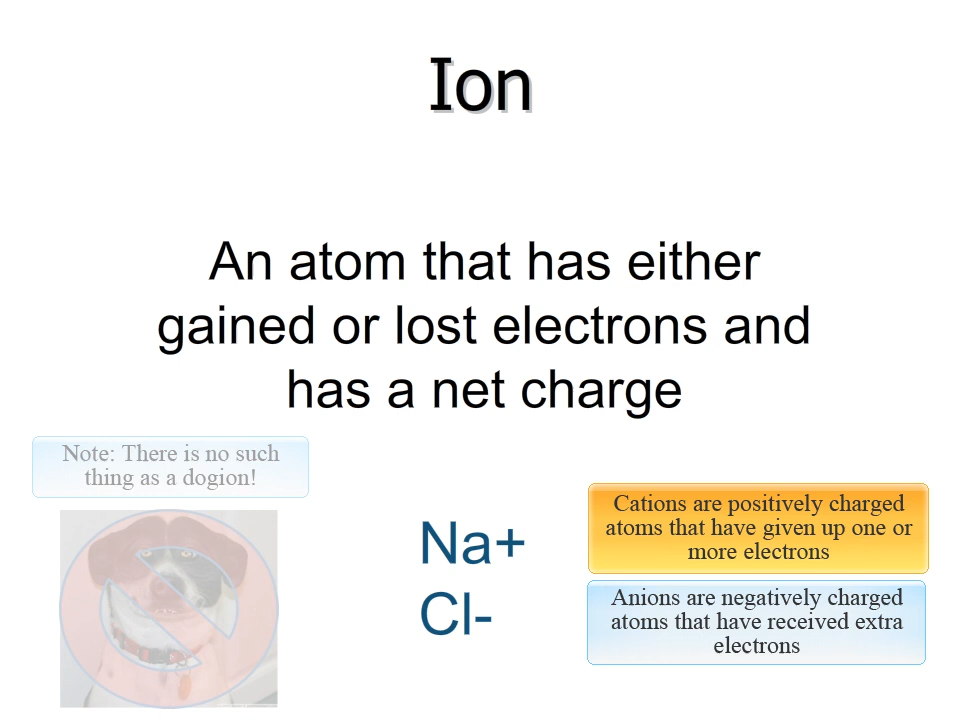 Ion
An atom that has either
gained or lost electrons and
has a net charge
Note: There is no such
thing as a dogion!
Na+
Cl-
Cations are positively charged
atoms that have given up one or
more electrons
Anions are negatively charged
atoms that have received extra
electrons